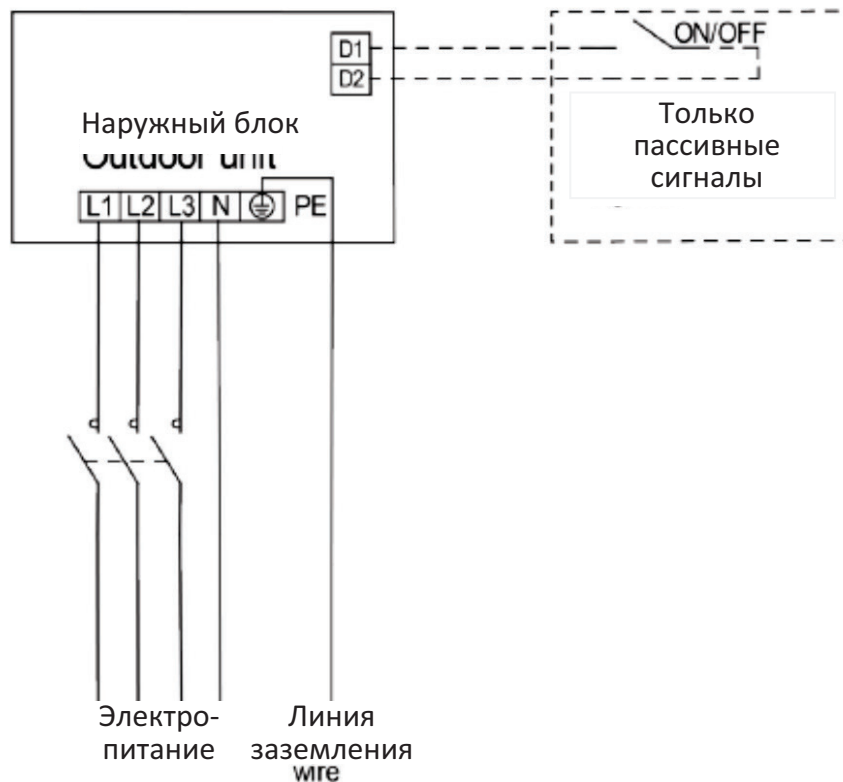 D1
ON/OFF
D2
Только
пассивные
сигналы
Наружный блок
Outdoor unit
L1 L2 L3 N PE
Электро-
питание
Линия
заземления
wire